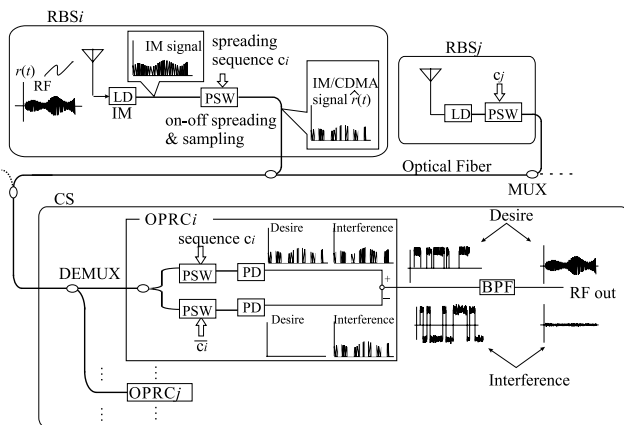 RBSi
IM signal
spreading
sequence ci
r(t)
RF
LD
IM
PSW
on-off spreading
& sampling
IM/CDMA
signal r̂(t)
RBSj
cj
LD
PSW
Optical Fiber
MUX
CS
OPRCi
sequence ci
Desire
Interference
PSW
PD
+
−
DEMUX
PSW
PD
c̄i
Desire
Interference
Desire
BPF
RF out
Interference
OPRCj